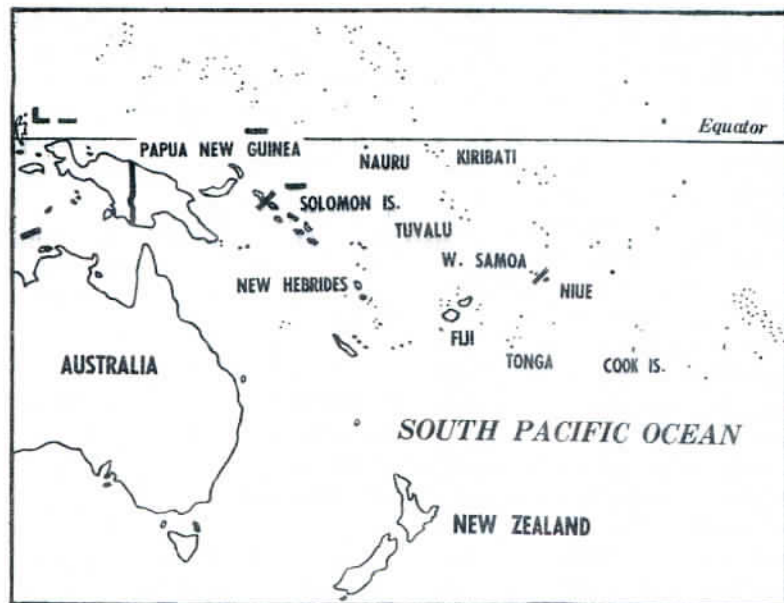 Equator
PAPUA NEW GUINEA
NAURU
KIRIBATI
SOLOMON IS.
TUVALU
W. SAMOA
NEW HEBRIDES
NIUE
FIJI
AUSTRALIA
TONGA
COOK IS.
SOUTH PACIFIC OCEAN
NEW ZEALAND